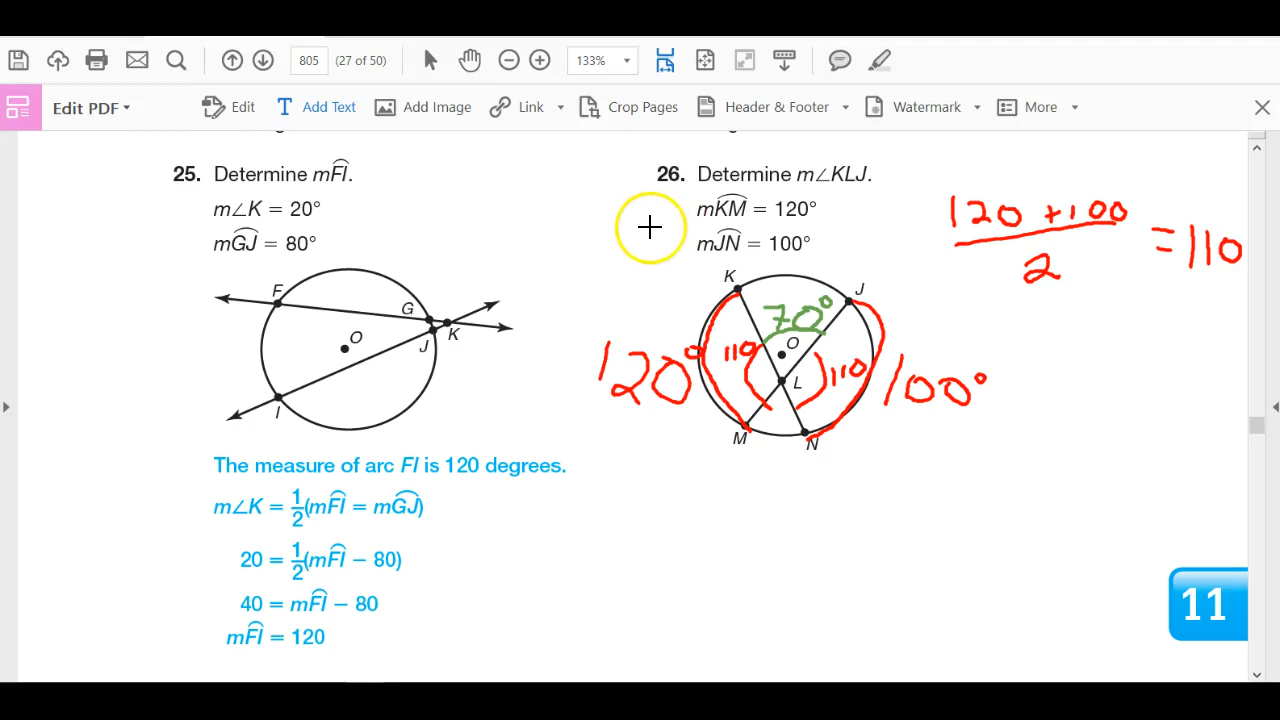 805 (27 of 50) 133%
Edit PDF Edit Add Text Add Image Link Crop Pages Header & Footer Watermark More
25. Determine mFI.
m∠K = 20°
mGJ = 80°
F
G
O
K
J
I
The measure of arc FI is 120 degrees.
m∠K = 1/2(mFI = mGJ)
20 = 1/2(mFI − 80)
40 = mFI − 80
mFI = 120
26. Determine m∠KLJ.
mKM = 120°
mJN = 100°
120 + 100
2
= 110
K
J
70°
O
110
L
110
120°
100°
M
N
11